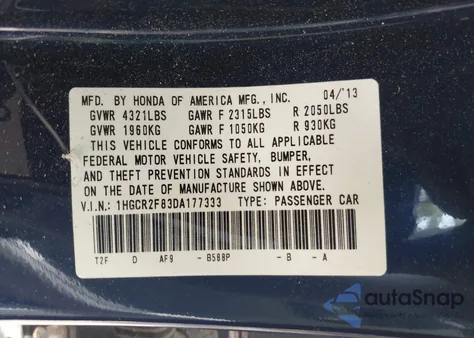 MFD. BY HONDA OF AMERICA MFG., INC. 04/'13
GVWR 4321LBS GAWR F 2315LBS R 2050LBS
GVWR 1960KG GAWR F 1050KG R 930KG
THIS VEHICLE CONFORMS TO ALL APPLICABLE
FEDERAL MOTOR VEHICLE SAFETY, BUMPER,
AND THEFT PREVENTION STANDARDS IN EFFECT
ON THE DATE OF MANUFACTURE SHOWN ABOVE.
V.I.N.: 1HGCR2F83DA177333 TYPE: PASSENGER CAR
T2F D AF9 - B588P - B - A
autoSnap